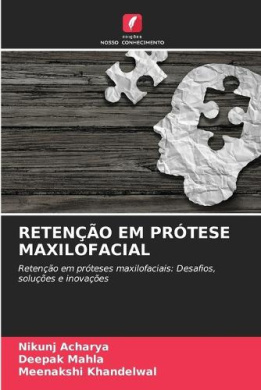 edições
NOSSO CONHECIMENTO
RETENÇÃO EM PRÓTESE
MAXILOFACIAL
Retenção em próteses maxilofaciais: Desafios,
soluções e inovações
Nikunj Acharya
Deepak Mahla
Meenakshi Khandelwal